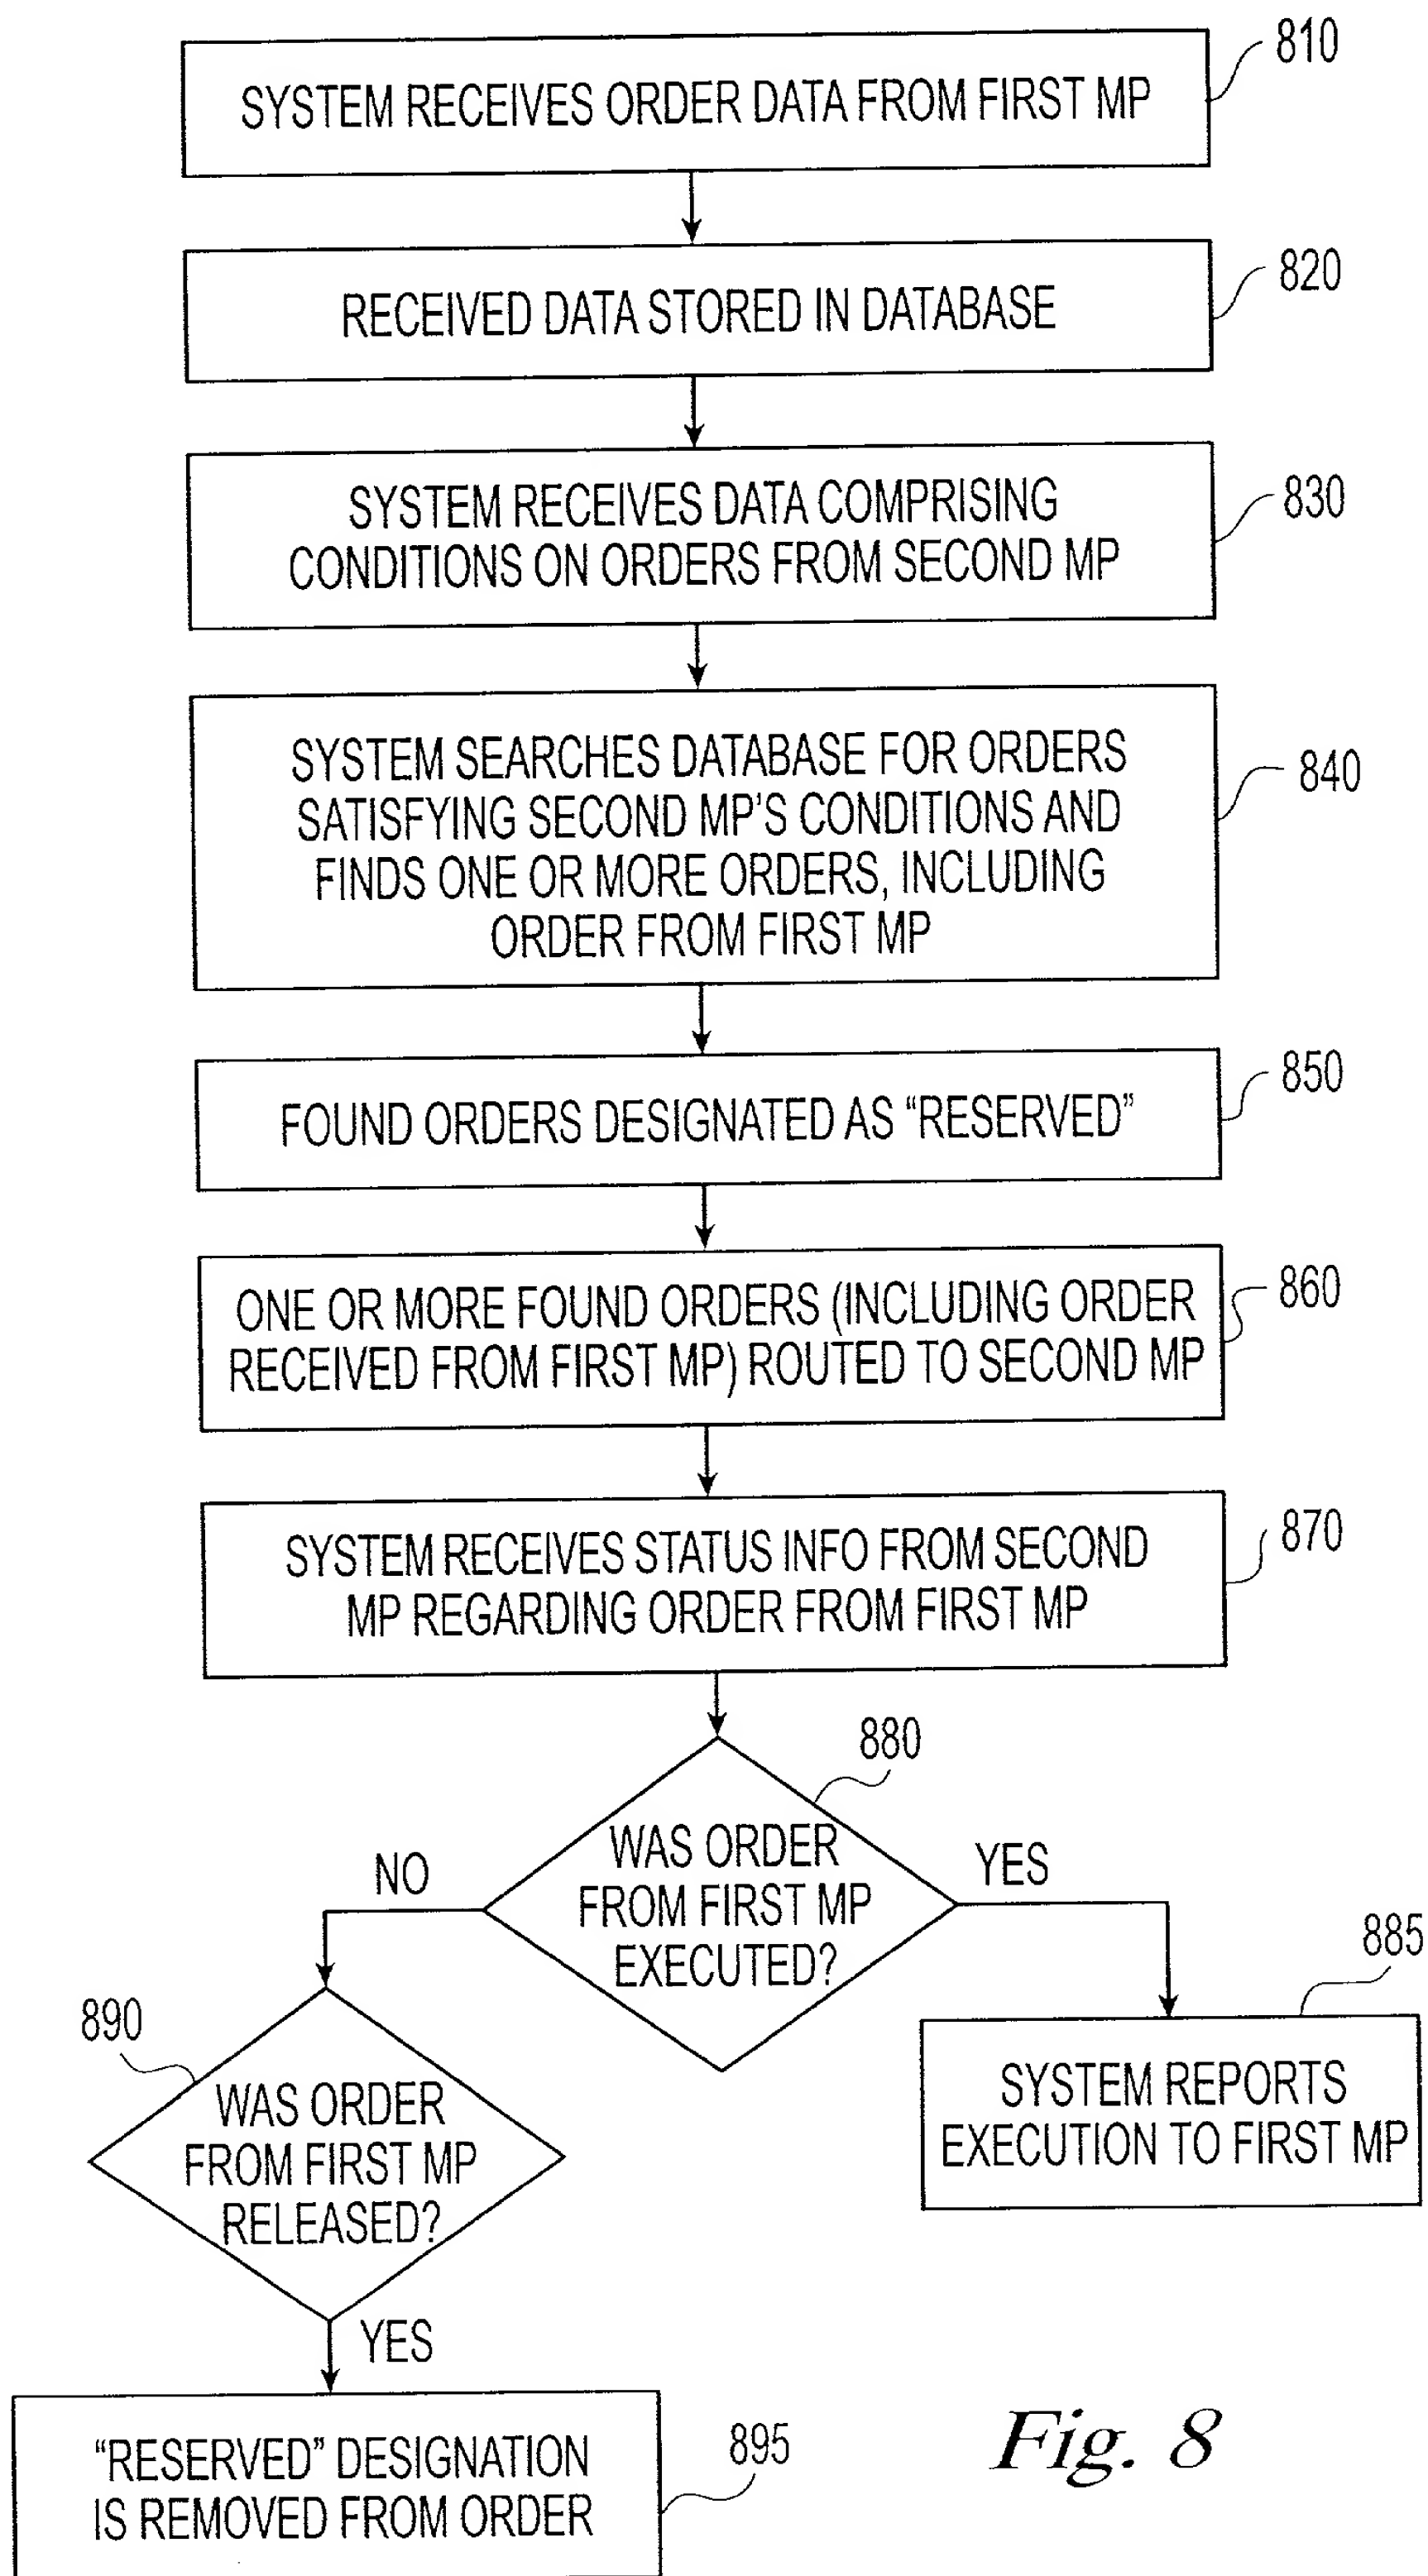 810
SYSTEM RECEIVES ORDER DATA FROM FIRST MP
820
RECEIVED DATA STORED IN DATABASE
830
SYSTEM RECEIVES DATA COMPRISING
CONDITIONS ON ORDERS FROM SECOND MP
840
SYSTEM SEARCHES DATABASE FOR ORDERS
SATISFYING SECOND MP'S CONDITIONS AND
FINDS ONE OR MORE ORDERS, INCLUDING
ORDER FROM FIRST MP
850
FOUND ORDERS DESIGNATED AS “RESERVED”
860
ONE OR MORE FOUND ORDERS (INCLUDING ORDER
RECEIVED FROM FIRST MP) ROUTED TO SECOND MP
870
SYSTEM RECEIVES STATUS INFO FROM SECOND
MP REGARDING ORDER FROM FIRST MP
880
WAS ORDER
FROM FIRST MP
EXECUTED?
NO
YES
885
SYSTEM REPORTS
EXECUTION TO FIRST MP
890
WAS ORDER
FROM FIRST MP
RELEASED?
YES
895
“RESERVED” DESIGNATION
IS REMOVED FROM ORDER
Fig. 8